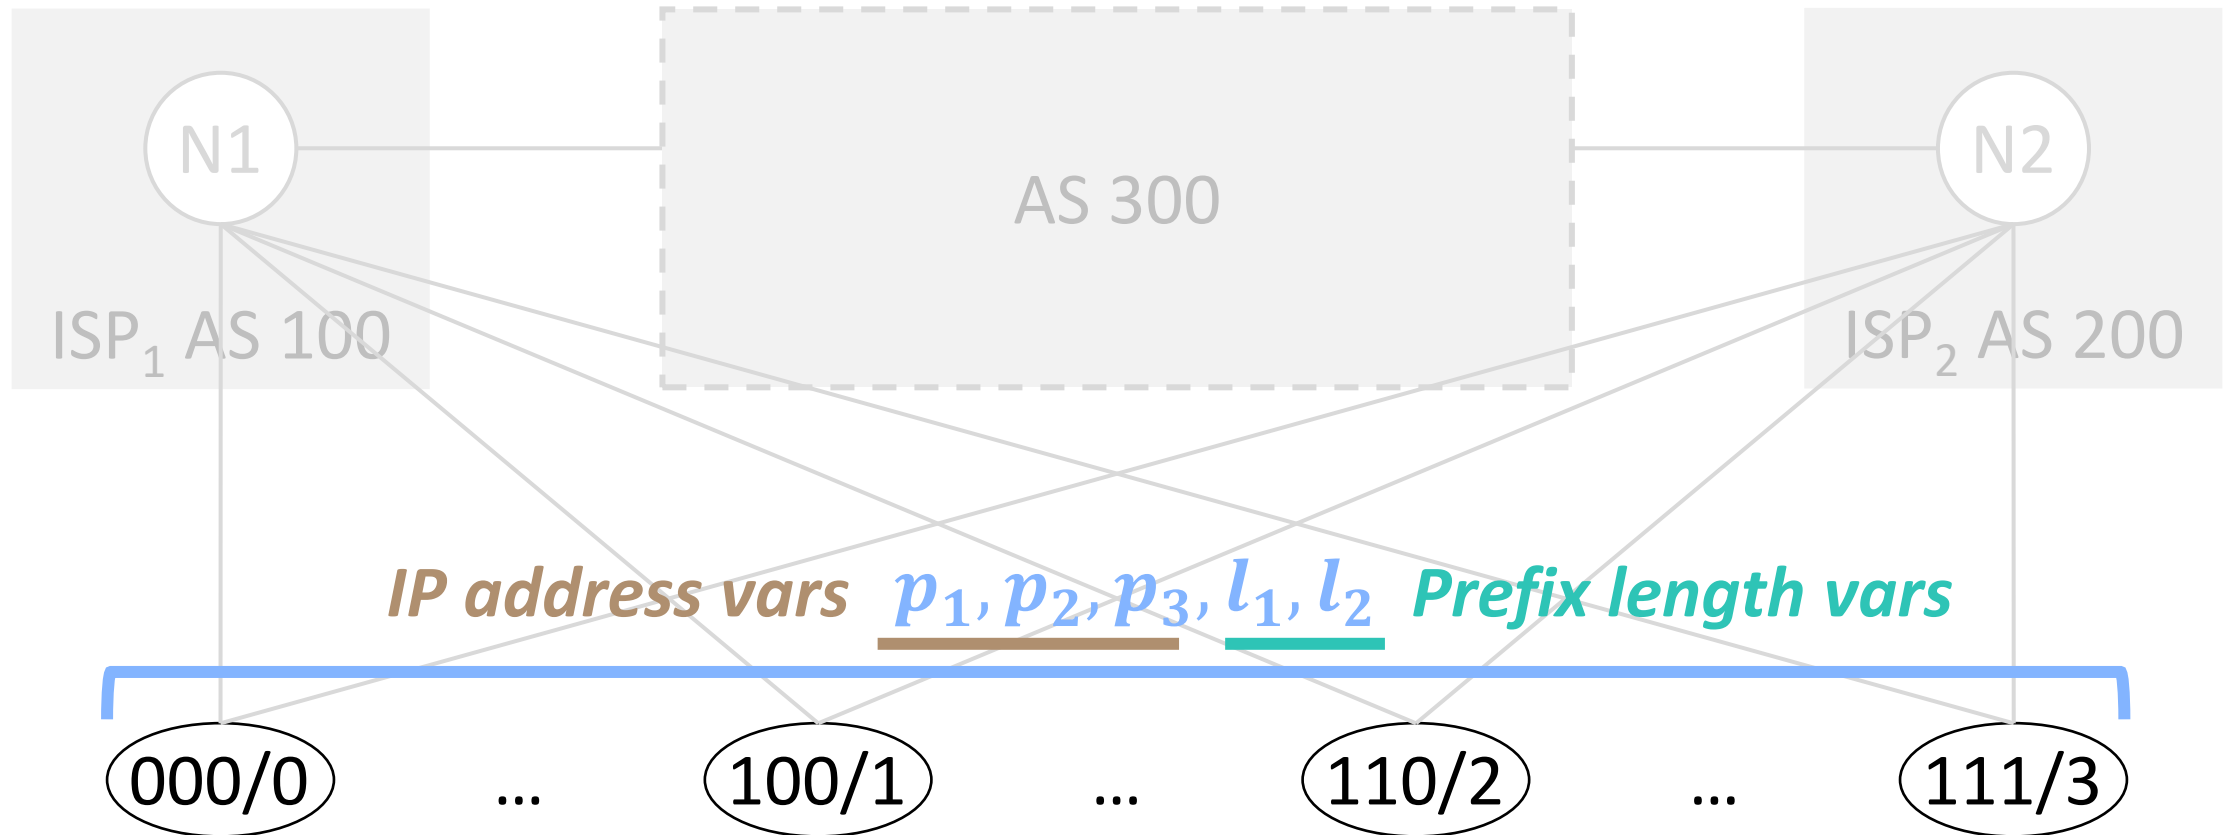 N1
AS 300
N2
ISP₁ AS 100
ISP₂ AS 200
IP address vars p₁, p₂, p₃, l₁, l₂ Prefix length vars
000/0 ... 100/1 ... 110/2 ... 111/3